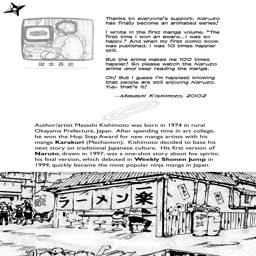 Thanks to everyone's support, Naruto
has finally become an animated series!
I wrote in the first manga volume, "The
first time I won an award...I was so
happy." And when my first comic book
was published, I was 10 times happier
still.
But the anime makes me 100 times
happier! So please watch the Naruto
anime and keep reading the manga.
Oh! But I guess I'm happiest knowing
that people are still enjoying Naruto.
Yup, that's it!
—Masashi Kishimoto, 2002
岸本斉史
Author/artist Masashi Kishimoto was born in 1974 in rural
Okayama Prefecture, Japan. After spending time in art college,
he won the Hop Step Award for new manga artists with his
manga Karakuri (Mechanism). Kishimoto decided to base his
next story on traditional Japanese culture. His first version of
Naruto, drawn in 1997, was a one-shot story about fox spirits;
his final version, which debuted in Weekly Shonen Jump in
1999, quickly became the most popular ninja manga in Japan.
ラーメン楽